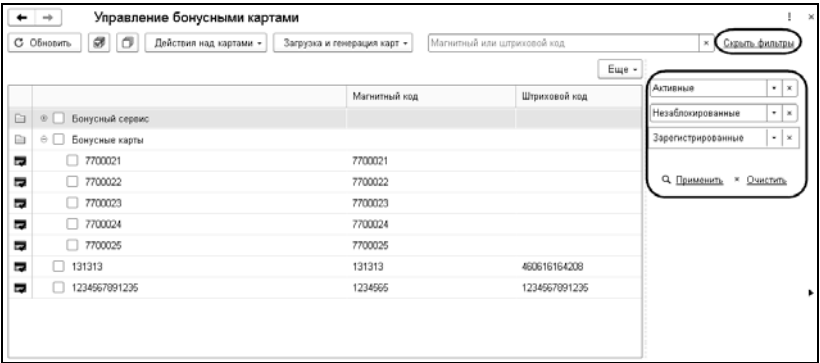 Управление бонусными картами
Обновить Действия над картами Загрузка и генерация карт Магнитный или штриховой код Скрыть фильтры
Еще
Магнитный код Штриховой код
Бонусный сервис
Бонусные карты
7700021 7700021
7700022 7700022
7700023 7700023
7700024 7700024
7700025 7700025
131313 131313 460616164208
1234567891235 1234565 1234567891235
Активные
Незаблокированные
Зарегистрированные
Применить × Очистить